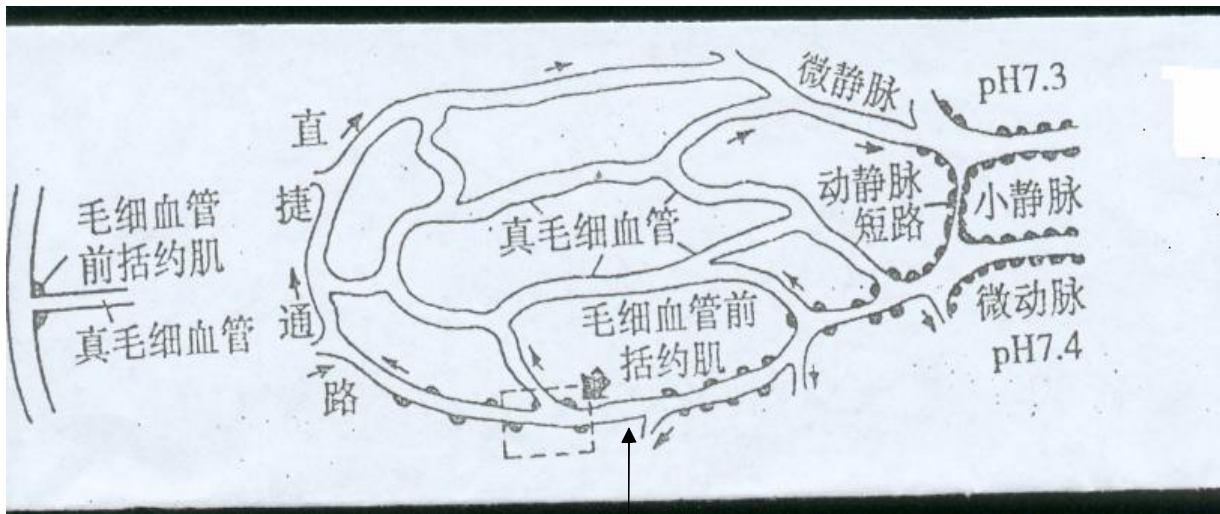 微静脉
pH7.3
直
捷
通
路
毛细血管
前括约肌
真毛细血管
真毛细血管
动静脉
短路
小静脉
毛细血管前
括约肌
微动脉
pH7.4